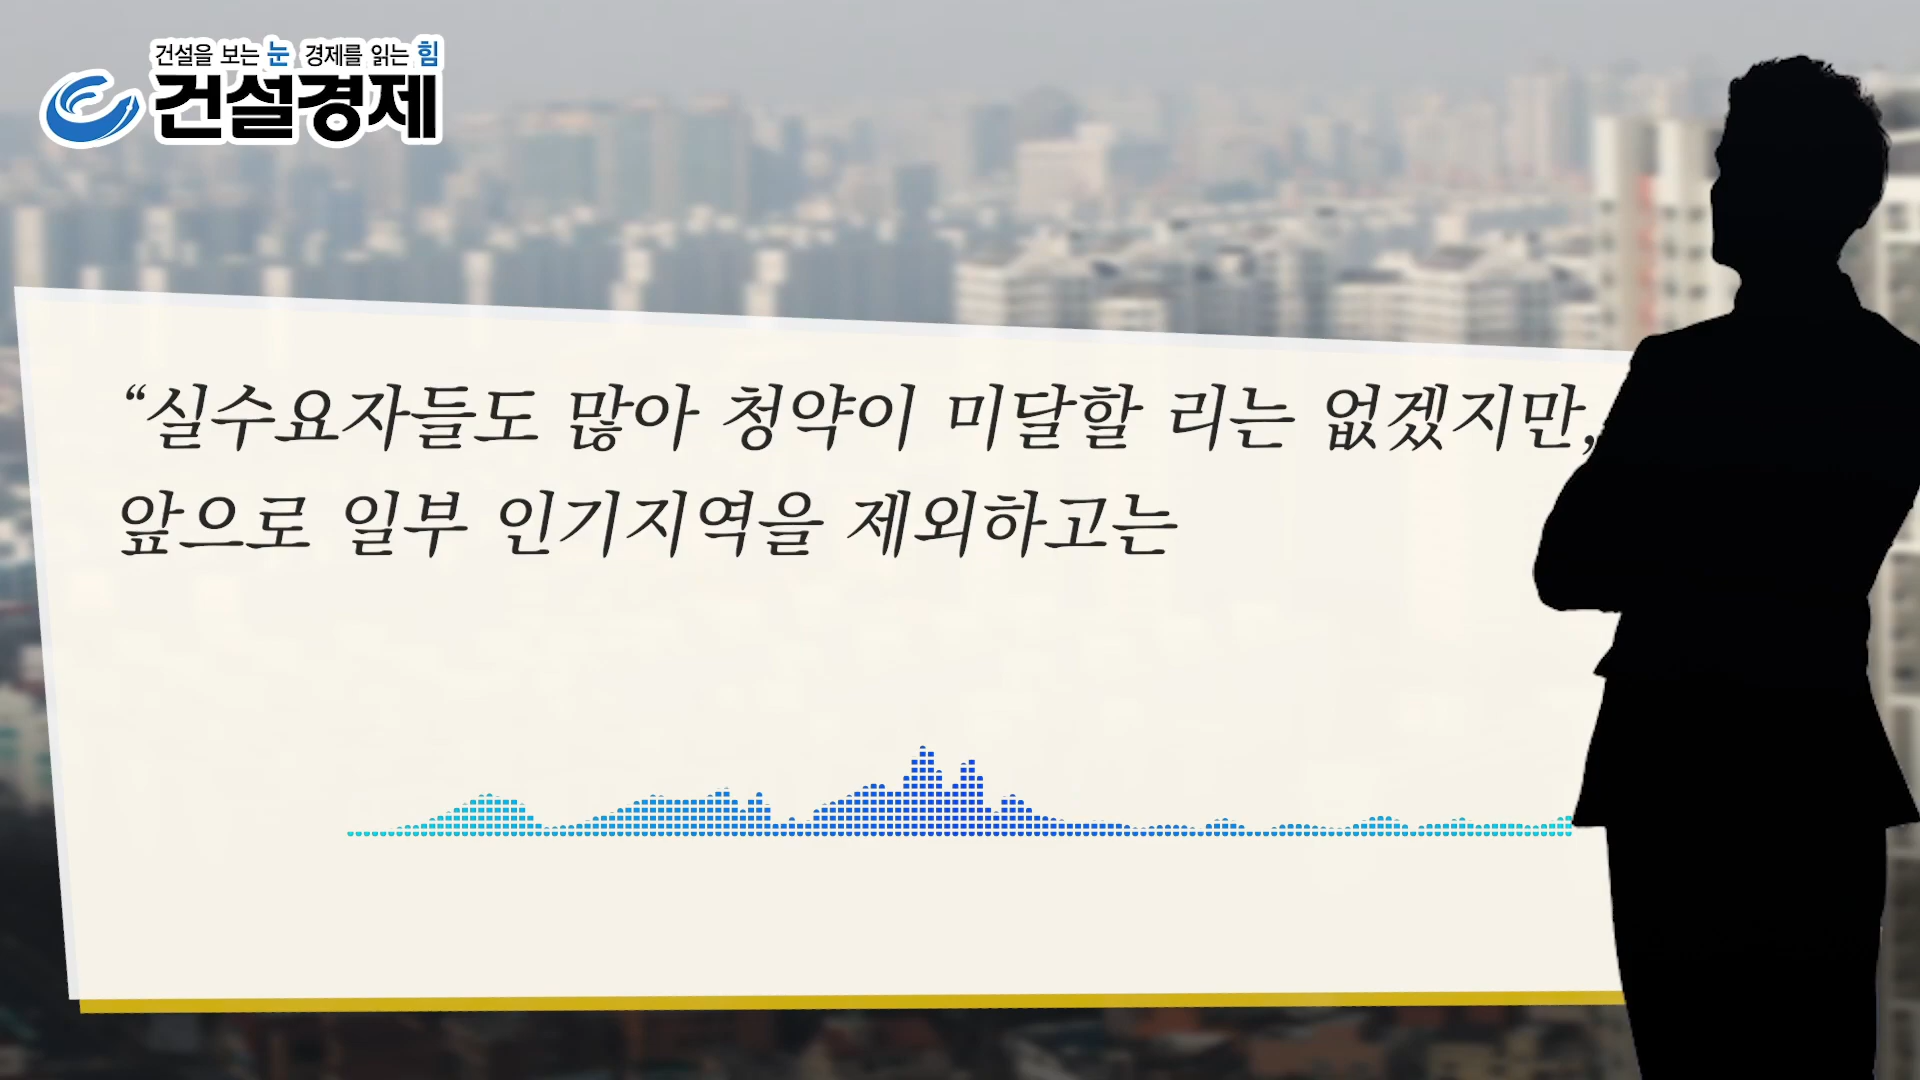 건설을 보는 눈 경제를 읽는 힘
건설경제
“실수요자들도 많아 청약이 미달할 리는 없겠지만,
앞으로 일부 인기지역을 제외하고는